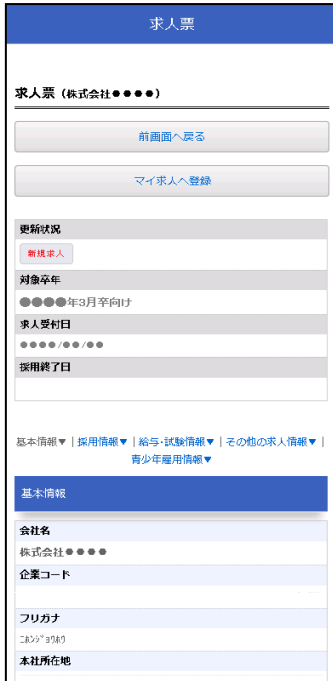 求人票
求人票（株式会社●●●●）
前画面へ戻る
マイ求人へ登録
更新状況
新規求人
対象卒年
●●●●年3月卒向け
求人受付日
●●●●/●●/●●
採用終了日
基本情報▼ | 採用情報▼ | 給与・試験情報▼ | その他の求人情報▼ |
青少年雇用情報▼
基本情報
会社名
株式会社●●●●
企業コード
フリガナ
本社所在地